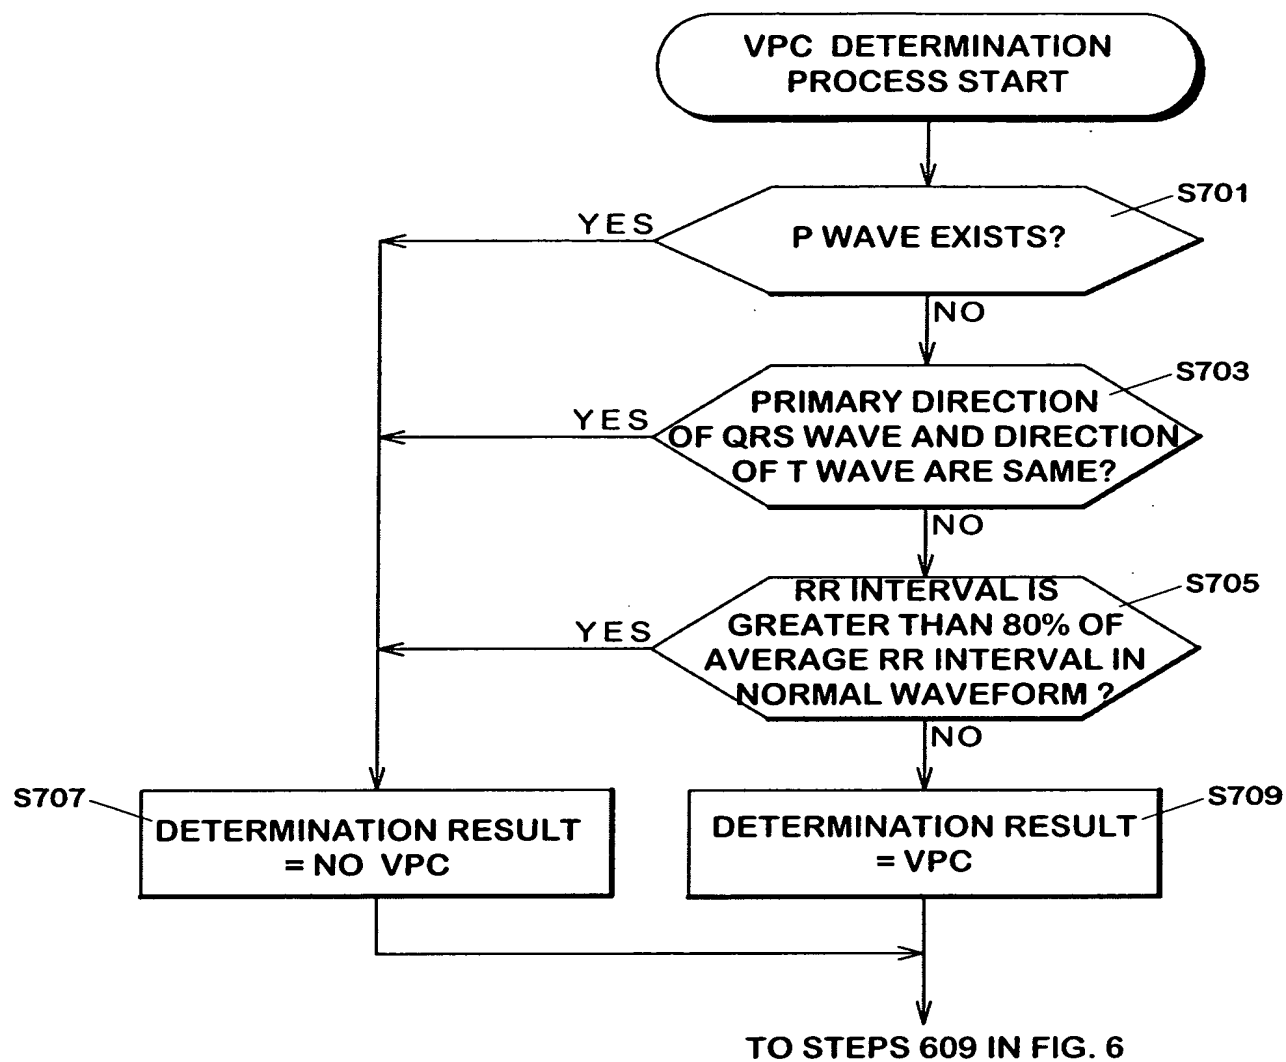 VPC DETERMINATION
PROCESS START
S701
YES
P WAVE EXISTS?
NO
S703
YES
PRIMARY DIRECTION
OF QRS WAVE AND DIRECTION
OF T WAVE ARE SAME?
NO
S705
YES
RR INTERVAL IS
GREATER THAN 80% OF
AVERAGE RR INTERVAL IN
NORMAL WAVEFORM ?
NO
S707
DETERMINATION RESULT
= NO VPC
S709
DETERMINATION RESULT
= VPC
TO STEPS 609 IN FIG. 6